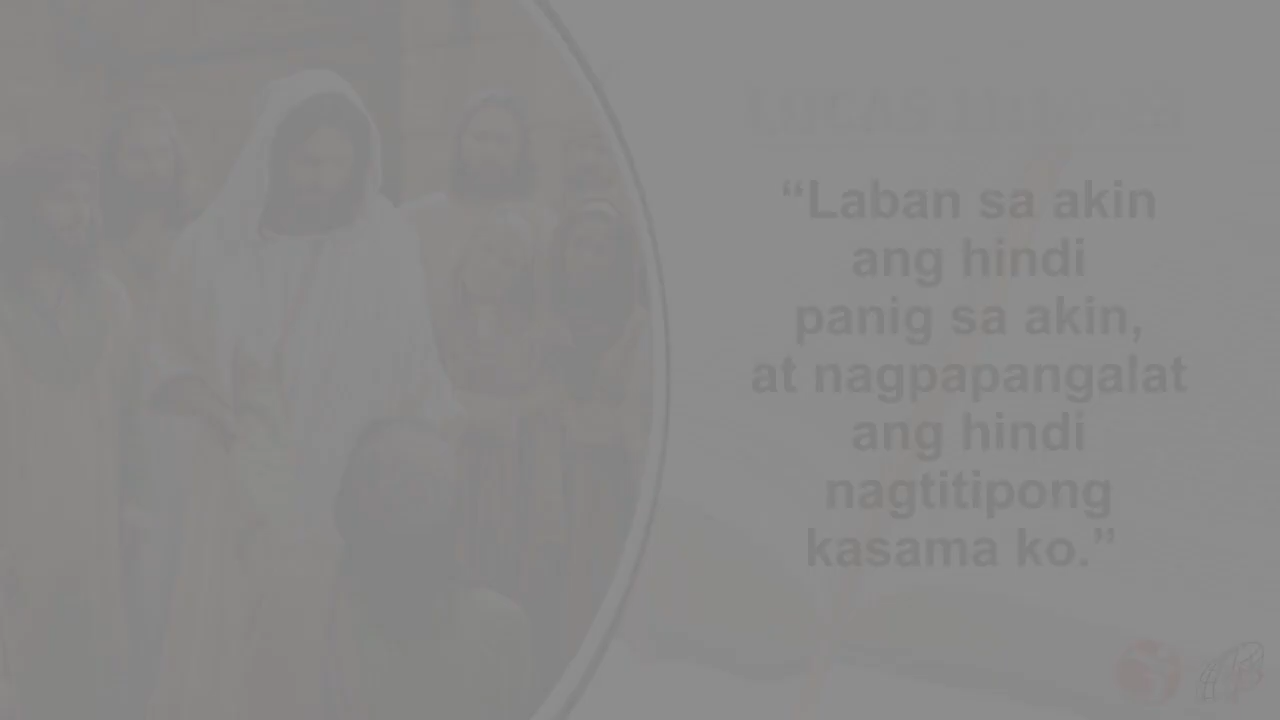 “Laban sa akin
ang hindi
panig sa akin,
at nagpapangalat
ang hindi
nagtitipong
kasama ko.”